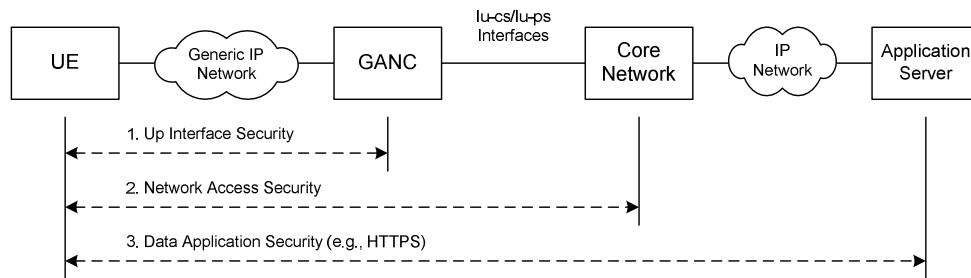 Iu-cs/Iu-ps
Interfaces
UE
Generic IP
Network
GANC
Core
Network
IP
Network
Application
Server
1. Up Interface Security
2. Network Access Security
3. Data Application Security (e.g., HTTPS)